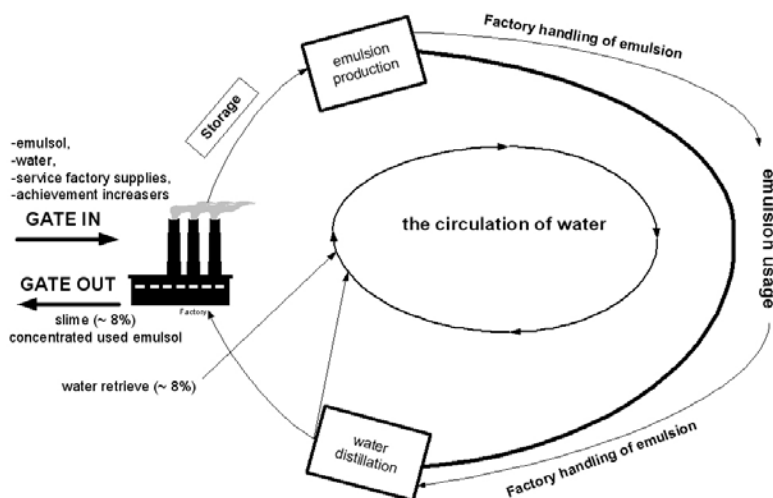 Factory handling of emulsion
emulsion
production
Storage
-emulsol,
-water,
-service factory supplies,
-achievement increasers
GATE IN
GATE OUT
slime (~ 8%)
concentrated used emulsol
Factory
the circulation of water
emulsion usage
water retrieve (~ 8%)
water
distillation
Factory handling of emulsion